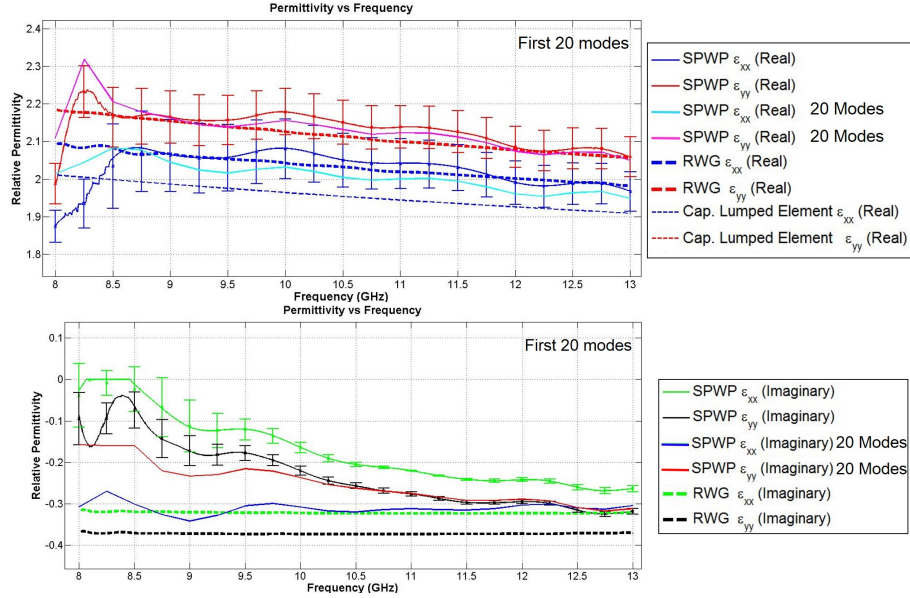 Permittivity vs Frequency
First 20 modes
2.4
2.3
2.2
2.1
2
1.9
1.8
Relative Permittivity
8 8.5 9 9.5 10 10.5 11 11.5 12 12.5 13
Frequency (GHz)
SPWP εxx (Real)
SPWP εyy (Real)
SPWP εxx (Real) 20 Modes
SPWP εyy (Real) 20 Modes
RWG εxx (Real)
RWG εyy (Real)
Cap. Lumped Element εxx (Real)
Cap. Lumped Element εyy (Real)
Permittivity vs Frequency
First 20 modes
0.1
0
-0.1
-0.2
-0.3
-0.4
Relative Permittivity
8 8.5 9 9.5 10 10.5 11 11.5 12 12.5 13
Frequency (GHz)
SPWP εxx (Imaginary)
SPWP εyy (Imaginary)
SPWP εxx (Imaginary) 20 Modes
SPWP εyy (Imaginary) 20 Modes
RWG εxx (Imaginary)
RWG εyy (Imaginary)